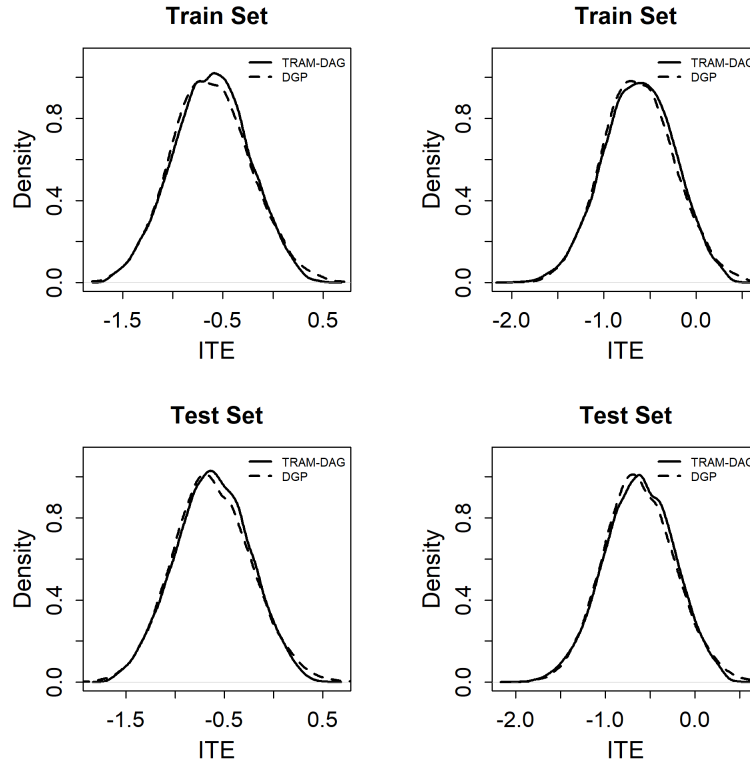 Train Set
TRAM-DAG
DGP
Density
0.0
0.4
0.8
-1.5
-0.5
0.5
ITE
Train Set
TRAM-DAG
DGP
Density
0.0
0.4
0.8
-2.0
-1.0
0.0
ITE
Test Set
TRAM-DAG
DGP
Density
0.0
0.4
0.8
-1.5
-0.5
0.5
ITE
Test Set
TRAM-DAG
DGP
Density
0.0
0.4
0.8
-2.0
-1.0
0.0
ITE